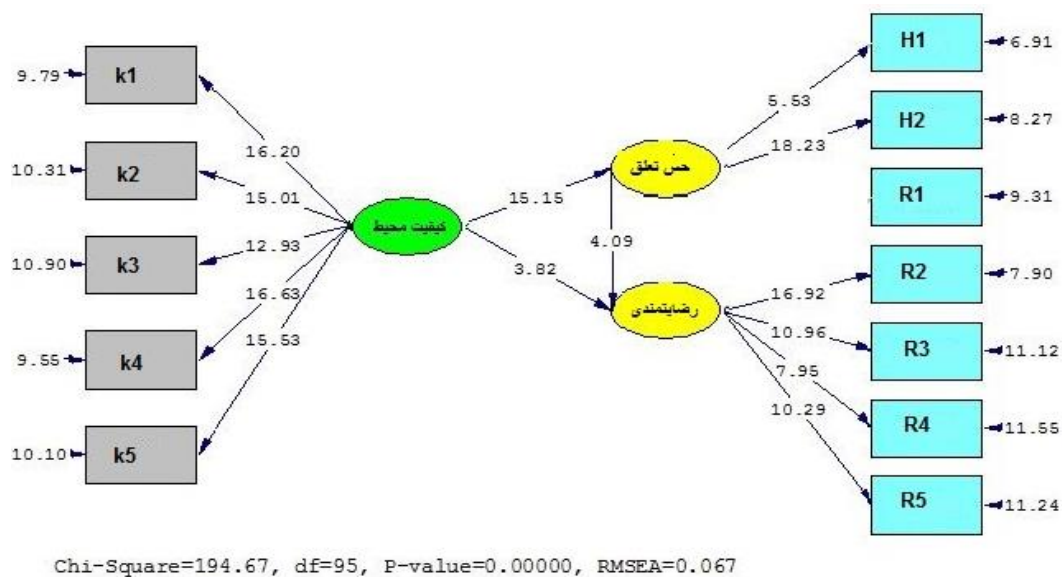 H1
6.91
9.79
k1
5.53
H2
8.27
18.23
حس تعلق
10.31
k2
16.20
15.01
15.15
R1
9.31
کیفیت محیط
4.09
12.93
10.90
k3
3.82
R2
7.90
16.63
16.92
رضایتمندی
10.96
15.53
R3
11.12
9.55
k4
7.95
10.29
R4
11.55
10.10
k5
R5
11.24
Chi-Square=194.67, df=95, P-value=0.00000, RMSEA=0.067